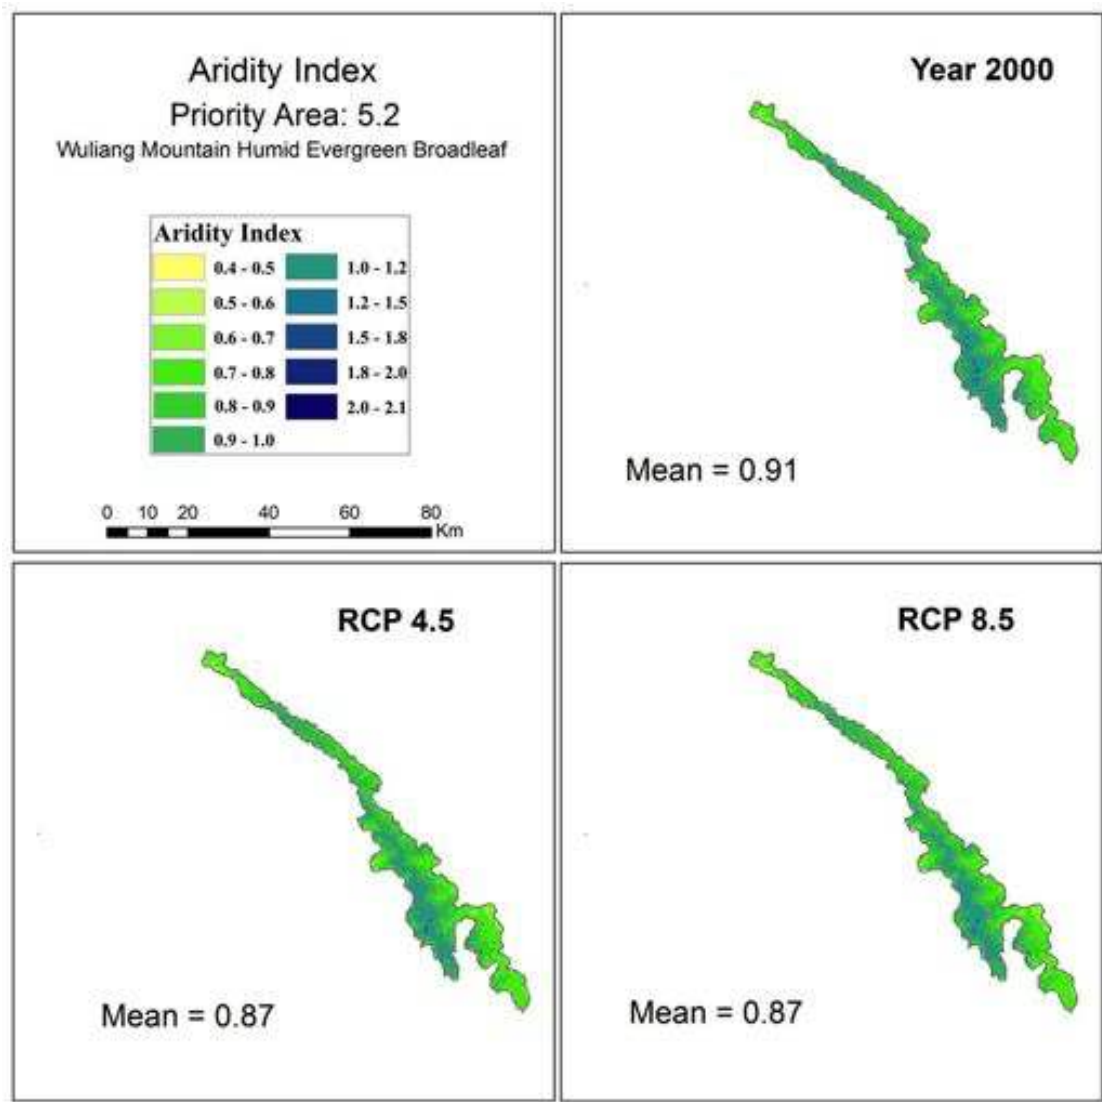 Aridity Index
Priority Area: 5.2
Wuliang Mountain Humid Evergreen Broadleaf
Aridity Index
0.4 - 0.5
0.5 - 0.6
0.6 - 0.7
0.7 - 0.8
0.8 - 0.9
0.9 - 1.0
1.0 - 1.2
1.2 - 1.5
1.5 - 1.8
1.8 - 2.0
2.0 - 2.1
0 10 20 40 60 80
Km
Year 2000
Mean = 0.91
RCP 4.5
Mean = 0.87
RCP 8.5
Mean = 0.87